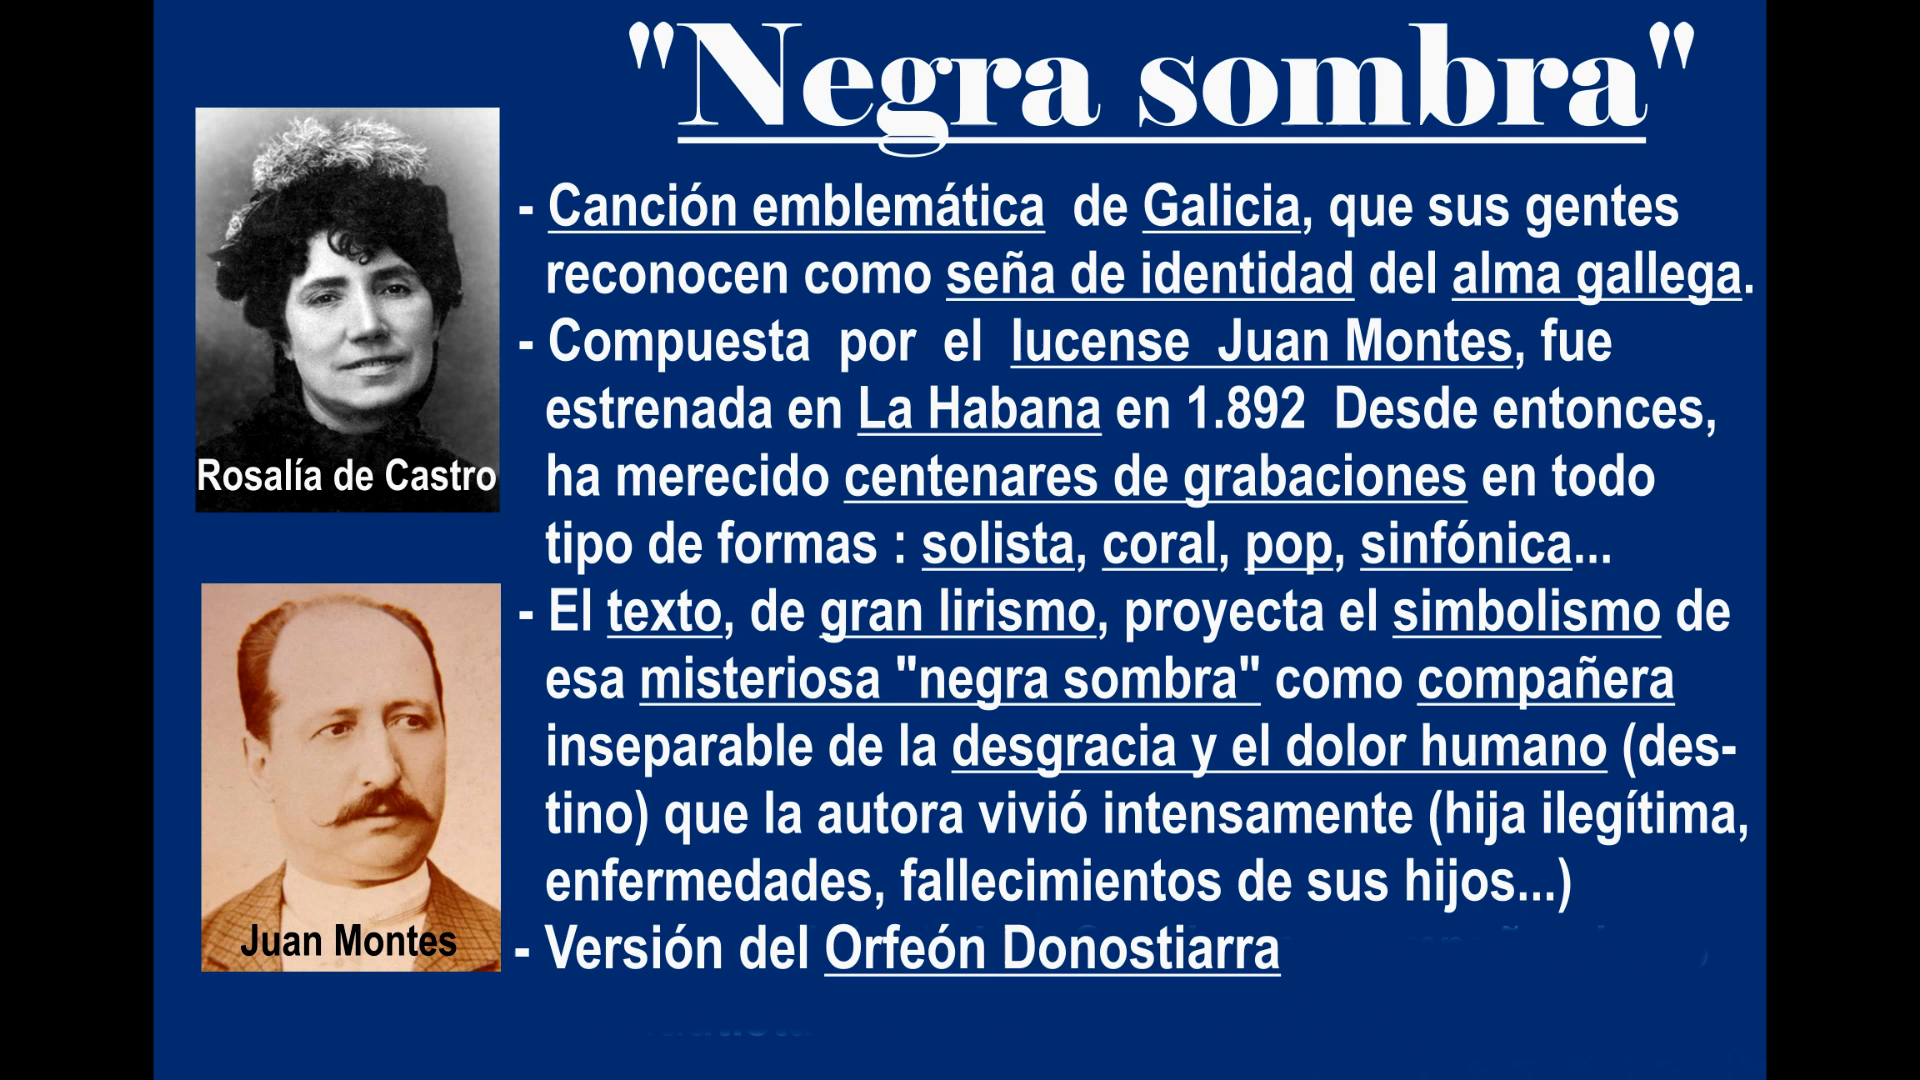 "Negra sombra"
- Canción emblemática de Galicia, que sus gentes
reconocen como seña de identidad del alma gallega.
- Compuesta por el lucense Juan Montes, fue
estrenada en La Habana en 1.892 Desde entonces,
ha merecido centenares de grabaciones en todo
tipo de formas : solista, coral, pop, sinfónica...
- El texto, de gran lirismo, proyecta el simbolismo de
esa misteriosa "negra sombra" como compañera
inseparable de la desgracia y el dolor humano (des-
tino) que la autora vivió intensamente (hija ilegítima,
enfermedades, fallecimientos de sus hijos...)
- Versión del Orfeón Donostiarra
Rosalía de Castro
Juan Montes